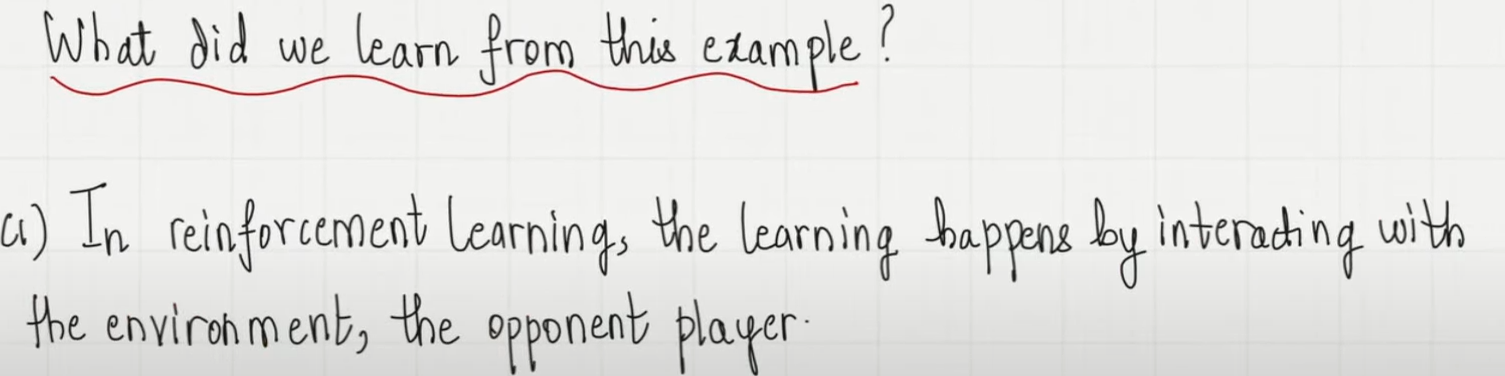 What did we learn from this example?
a) In reinforcement learning, the learning happens by interacting with
the environment, the opponent player.